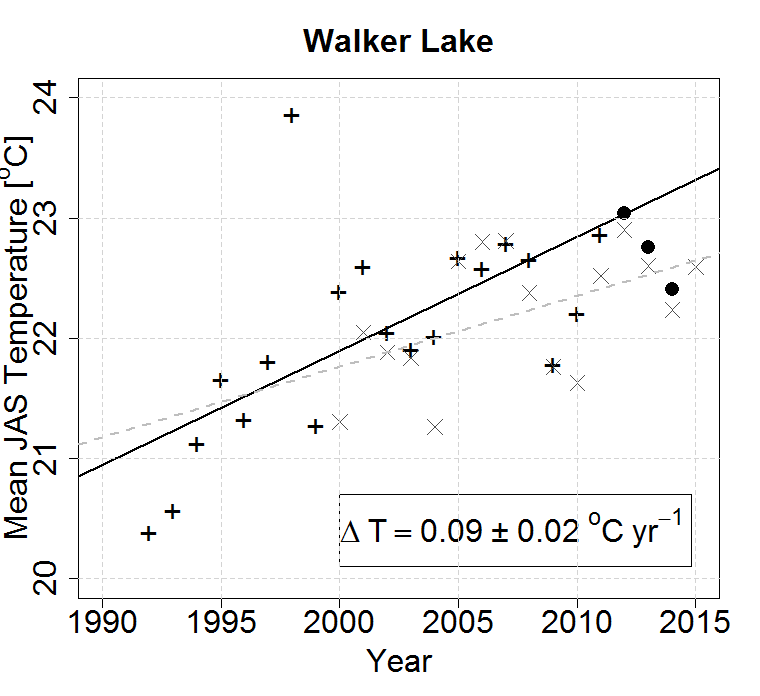 Walker Lake
Mean JAS Temperature [°C]
24
23
22
21
20
Δ T = 0.09 ± 0.02 °C yr⁻¹
1990 1995 2000 2005 2010 2015
Year